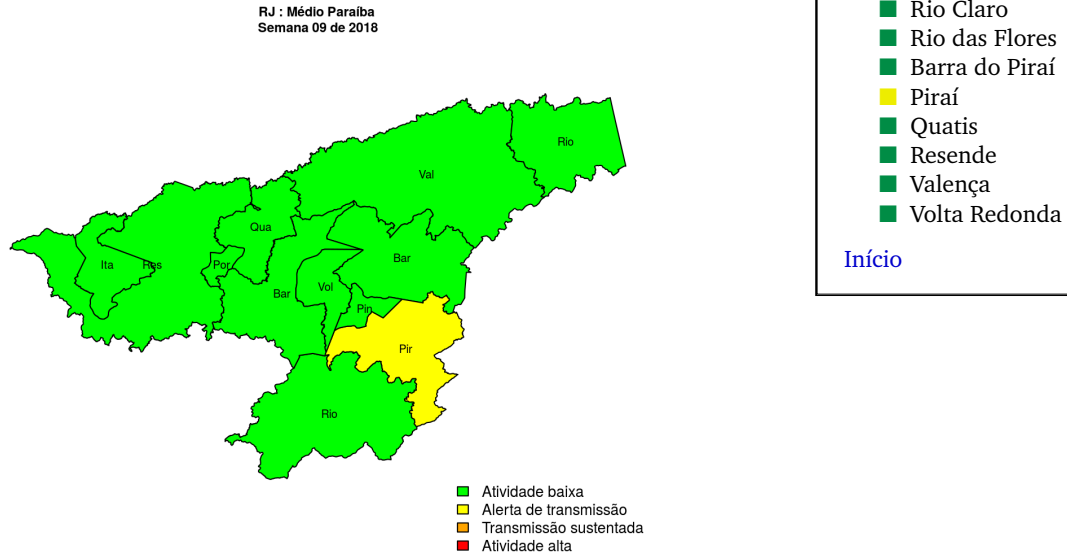 RJ : Médio Paraíba
Semana 09 de 2018
Rio
Val
Qua
Ita
Res
Por
Bar
Bar
Vol
Pin
Pir
Rio
Atividade baixa
Alerta de transmissão
Transmissão sustentada
Atividade alta
Rio Claro
Rio das Flores
Barra do Piraí
Piraí
Quatis
Resende
Valença
Volta Redonda
Início